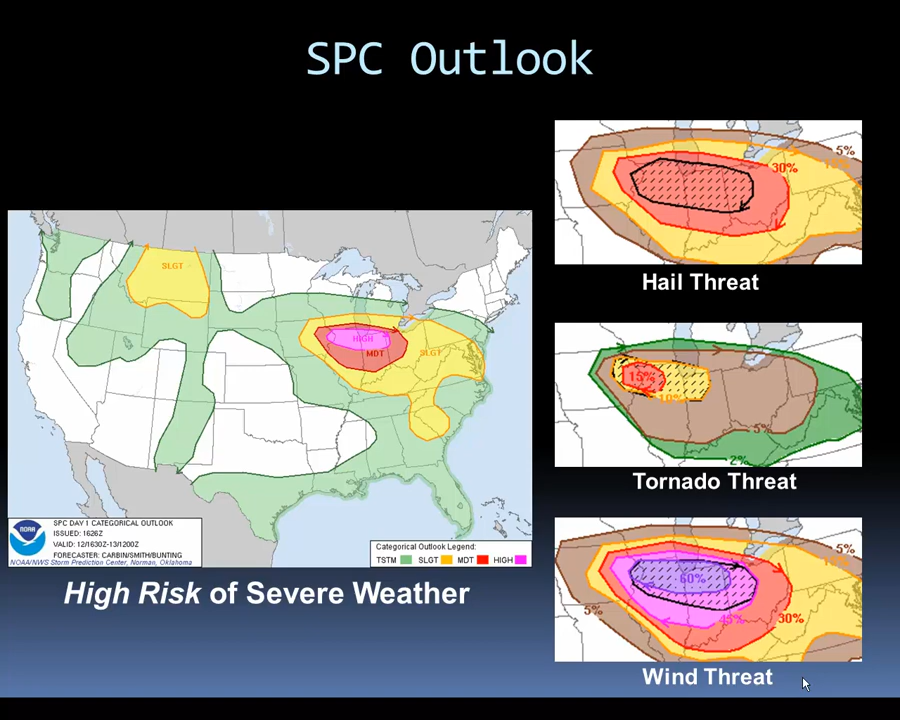 SPC Outlook
SLGT
HIGH
MDT
SLGT
NOAA
SPC DAY 1 CATEGORICAL OUTLOOK
ISSUED: 1626Z
VALID: 12/1630Z-13/1200Z
FORECASTER: CARBIN/SMITH/BUNTING
NOAA/NWS Storm Prediction Center, Norman, Oklahoma
Categorical Outlook Legend:
TSTM SLGT MDT HIGH
High Risk of Severe Weather
5%
15%
30%
Hail Threat
15%
10%
5%
2%
Tornado Threat
5%
60%
5%
45%
30%
Wind Threat